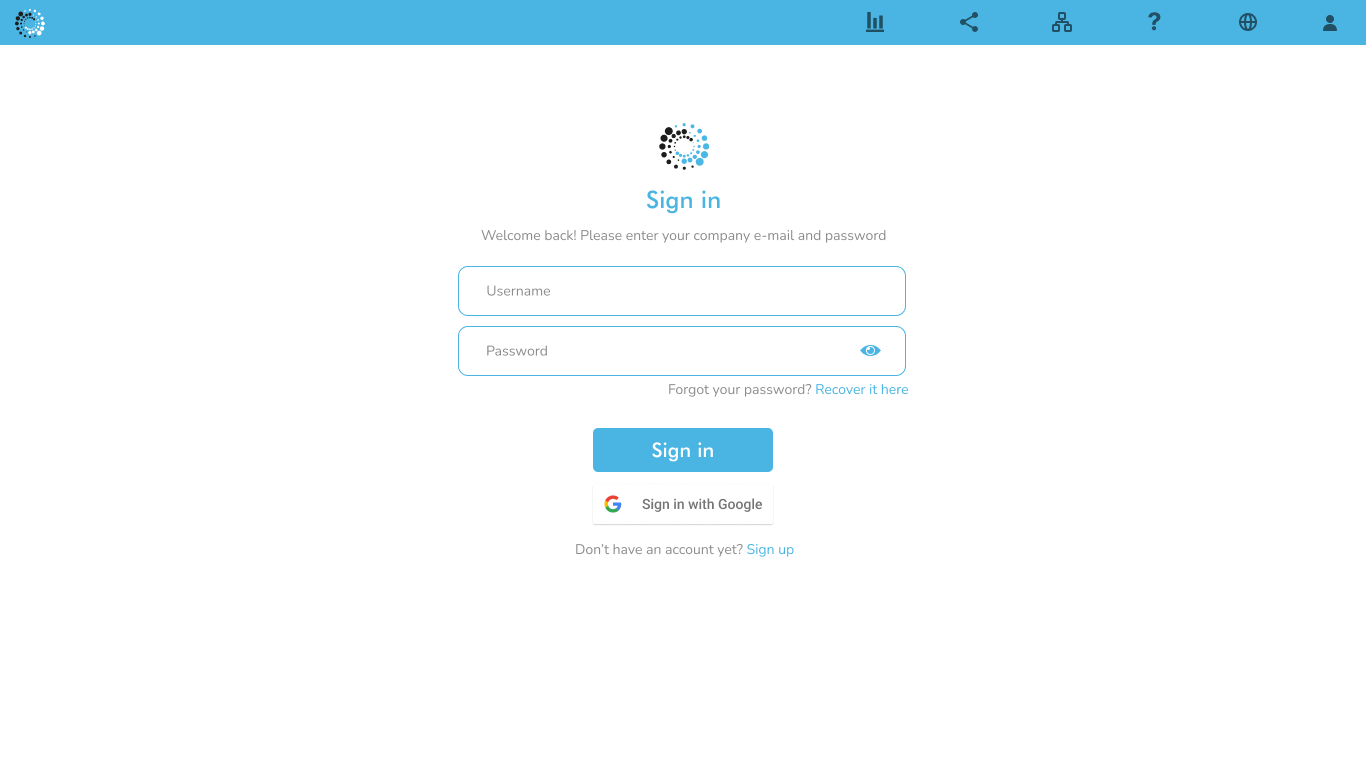 Sign in
Welcome back! Please enter your company e-mail and password
Username
Password
Forgot your password? Recover it here
Sign in
Sign in with Google
Don't have an account yet? Sign up